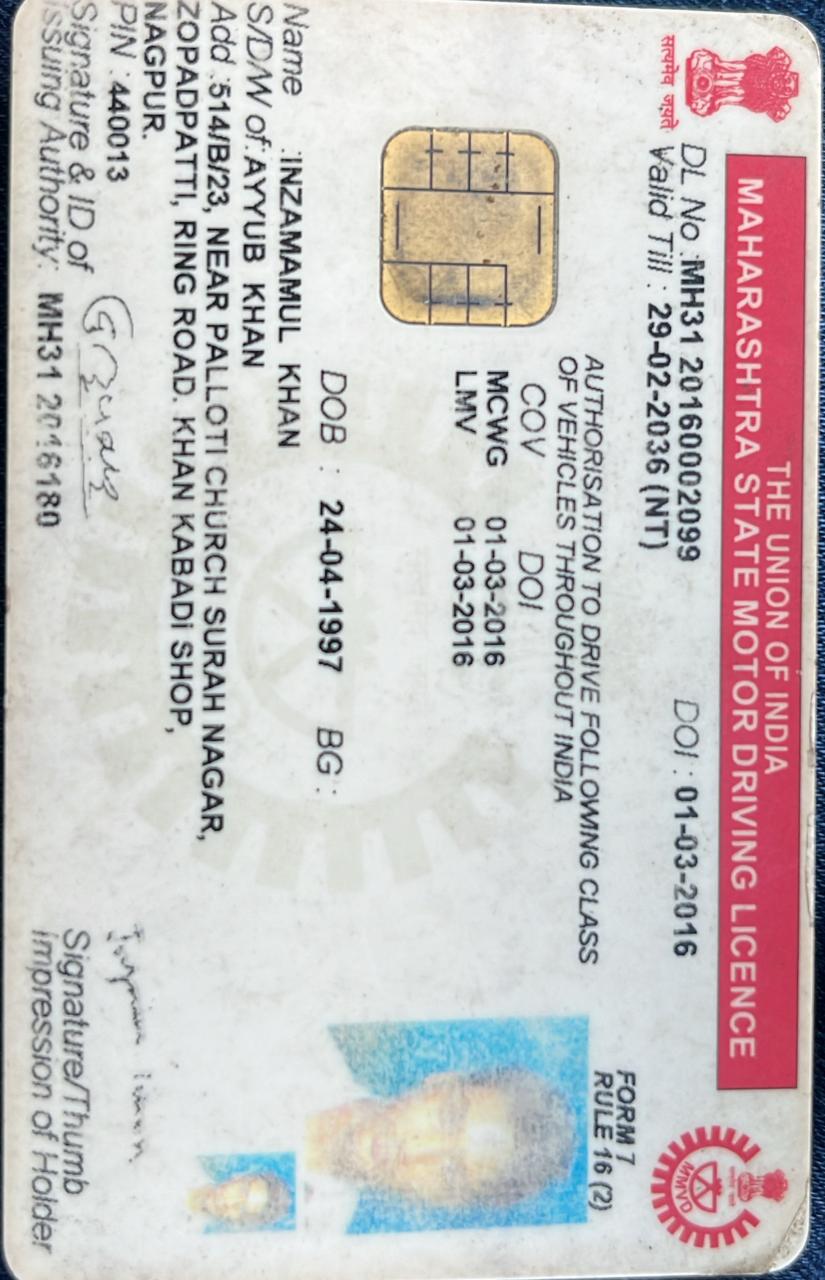 THE UNION OF INDIA
MAHARASHTRA STATE MOTOR DRIVING LICENCE
सत्यमेव जयते
DL No : MH31 20160002099 DOI : 01-03-2016
Valid Till : 29-02-2036 (NT)
FORM 7
RULE 16 (2)
AUTHORISATION TO DRIVE FOLLOWING CLASS
OF VEHICLES THROUGHOUT INDIA
COV DOI
MCWG 01-03-2016
LMV 01-03-2016
DOB : 24-04-1997 BG :
Name : INZAMAMUL KHAN
S/D/W of : AYYUB KHAN
Add : 514/B/23, NEAR PALLOTI CHURCH SURAH NAGAR,
ZOPADPATTI, RING ROAD. KHAN KABADI SHOP,
NAGPUR.
PIN : 440013
Signature & ID of
Issuing Authority: MH31 2016180
Signature/Thumb
Impression of Holder
MMVD